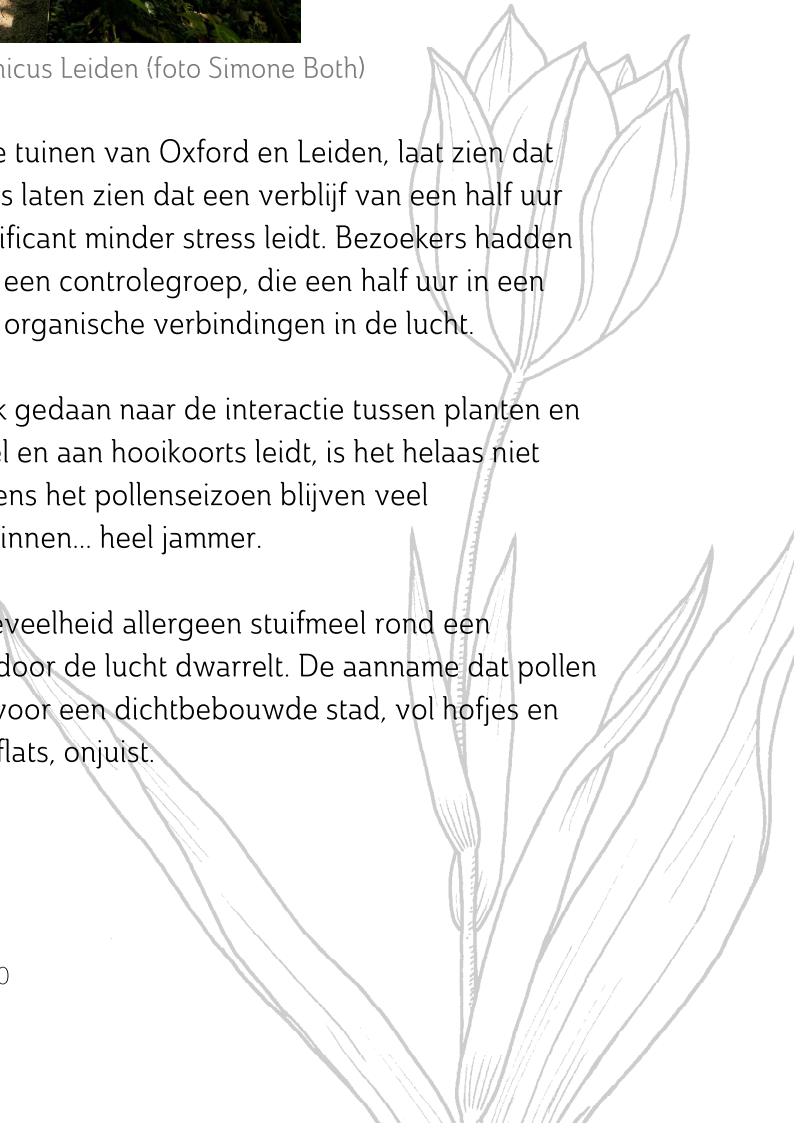 nicus Leiden (foto Simone Both)
e tuinen van Oxford en Leiden, laat zien dat
s laten zien dat een verblijf van een half uur
ificant minder stress leidt. Bezoekers hadden
een controlegroep, die een half uur in een
organische verbindingen in de lucht.
k gedaan naar de interactie tussen planten en
el en aan hooikoorts leidt, is het helaas niet
ens het pollenseizoen blijven veel
innen... heel jammer.
eveelheid allergeen stuifmeel rond een
door de lucht dwarrelt. De aanname dat pollen
voor een dichtbebouwde stad, vol hofjes en
flats, onjuist.
0